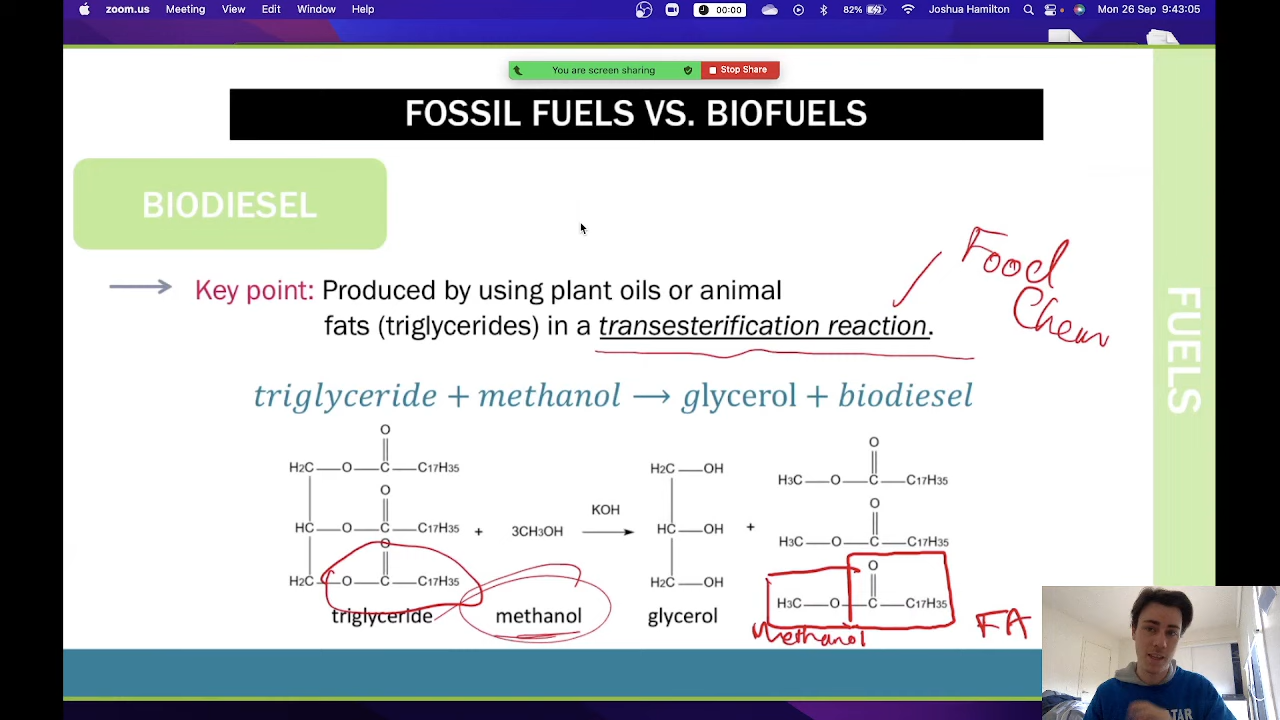 zoom.us Meeting View Edit Window Help 00:00 82% Joshua Hamilton Mon 26 Sep 9:43:05
You are screen sharing Stop Share
FOSSIL FUELS VS. BIOFUELS
BIODIESEL
Food
Chem
Key point: Produced by using plant oils or animal
fats (triglycerides) in a transesterification reaction.
FUELS
triglyceride + methanol ⟶ glycerol + biodiesel
O
H2C—O—C—C17H35
O
HC—O—C—C17H35
O
H2C—O—C—C17H35
triglyceride
+
3CH3OH
methanol
KOH
H2C—OH
HC—OH
H2C—OH
glycerol
+
O
H3C—O—C—C17H35
O
H3C—O—C—C17H35
O
H3C—O—C—C17H35
Methanol
FA